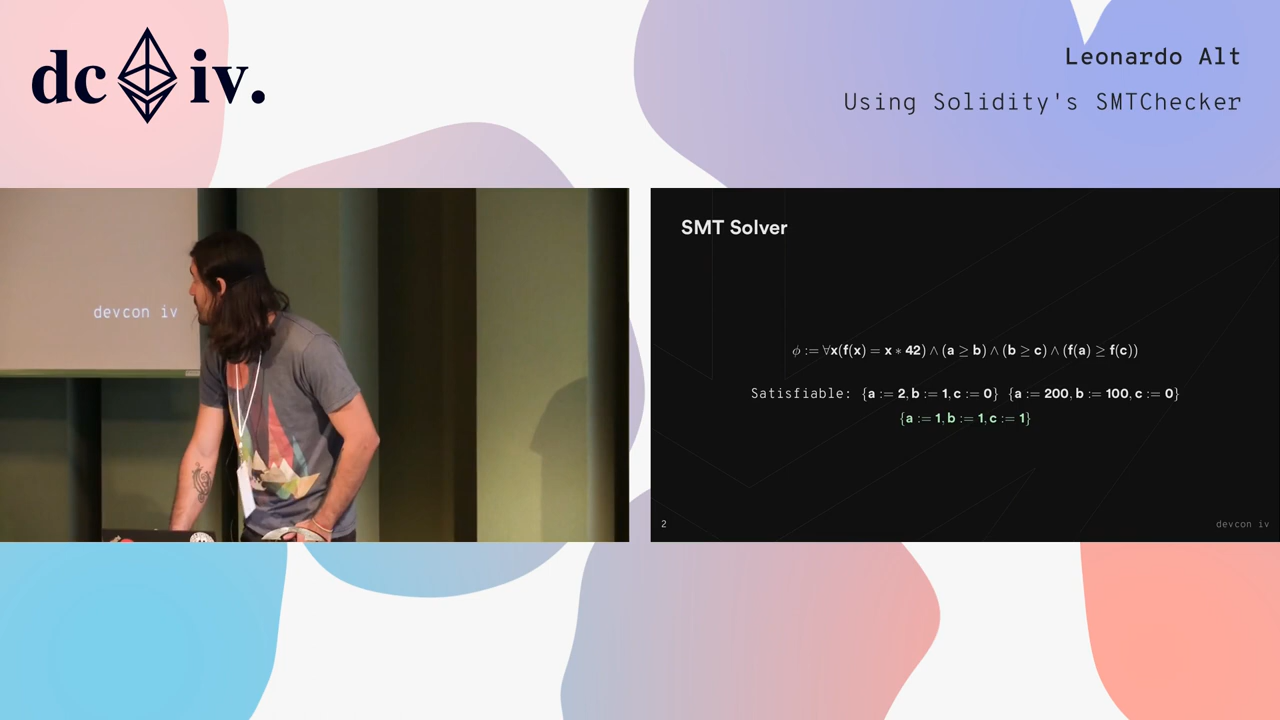 dc iv.
Leonardo Alt
Using Solidity's SMTChecker
devcon iv
SMT Solver
ϕ := ∀x(f(x) = x ∗ 42) ∧ (a ≥ b) ∧ (b ≥ c) ∧ (f(a) ≥ f(c))
Satisfiable: {a := 2, b := 1, c := 0} {a := 200, b := 100, c := 0}
{a := 1, b := 1, c := 1}
2
devcon iv